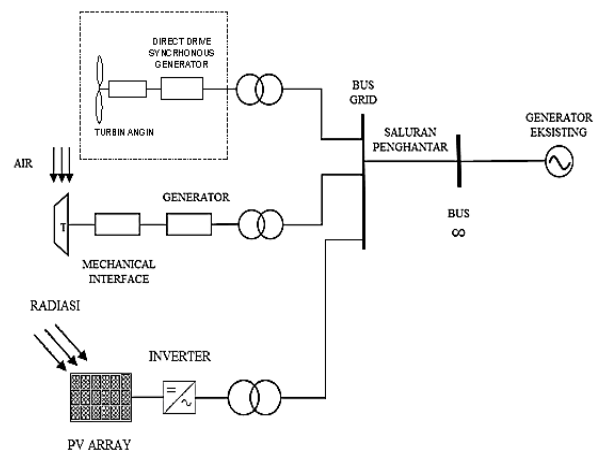 DIRECT DRIVE
SYNCRHONOUS
GENERATOR
TURBIN ANGIN
BUS
GRID
SALURAN
PENGHANTAR
GENERATOR
EKSISTING
BUS
∞
AIR
GENERATOR
T
MECHANICAL
INTERFACE
RADIASI
INVERTER
PV ARRAY